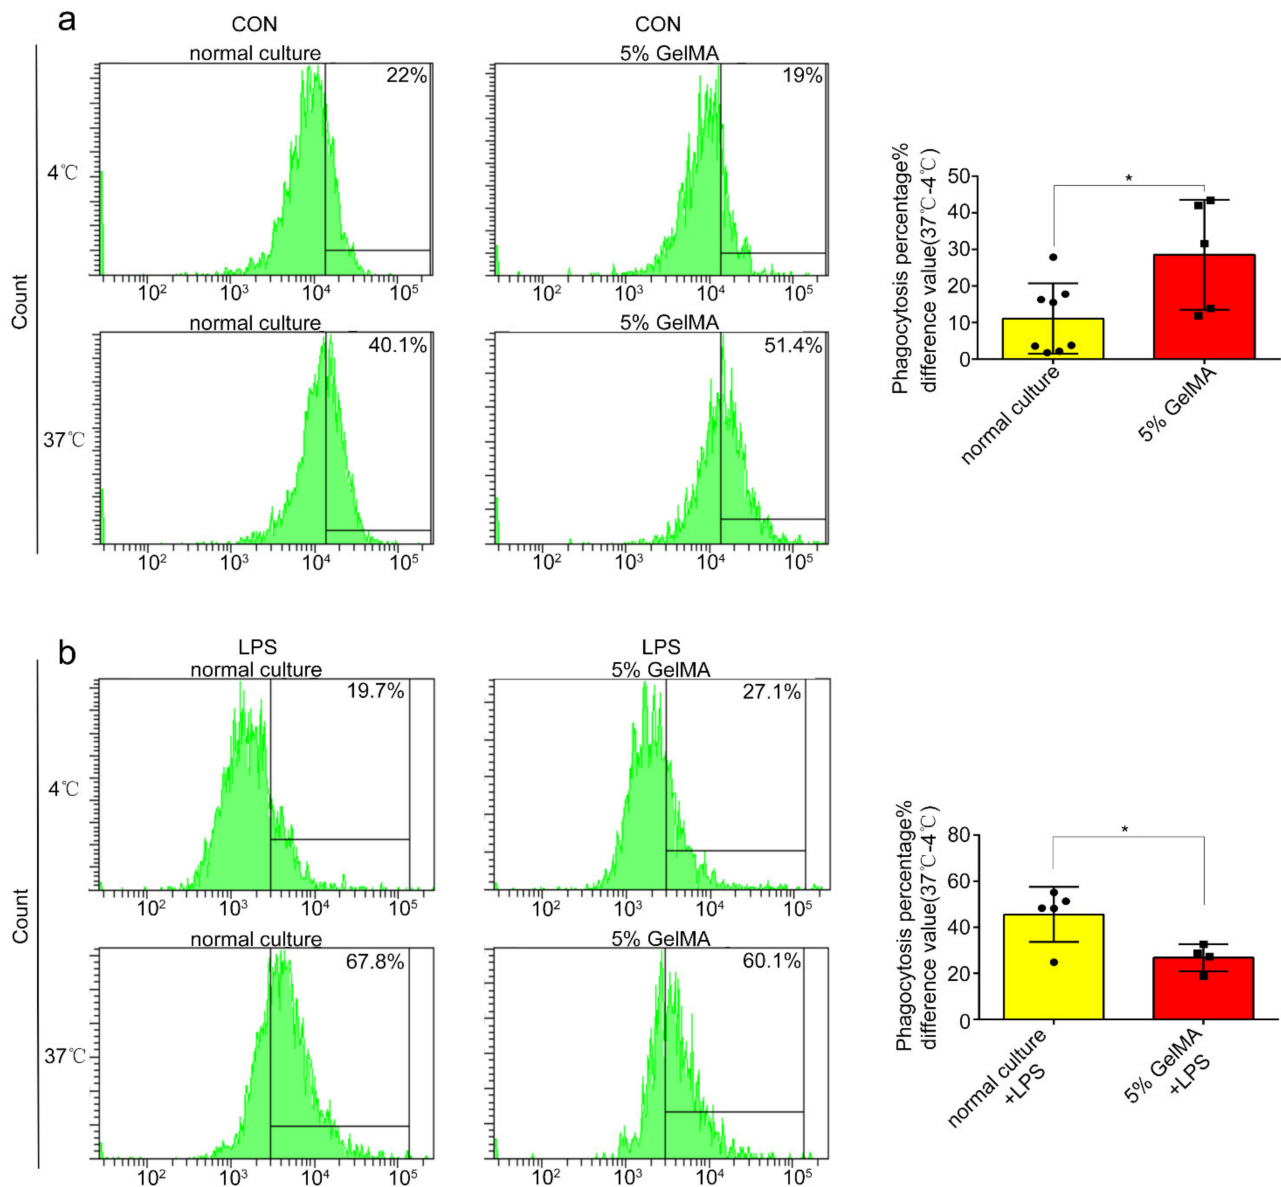 a
CON
normal culture
22%
CON
5% GelMA
19%
4℃
10² 10³ 10⁴ 10⁵
10² 10³ 10⁴ 10⁵
normal culture
40.1%
5% GelMA
51.4%
37℃
10² 10³ 10⁴ 10⁵
10² 10³ 10⁴ 10⁵
Count
Phagocytosis percentage%
difference value(37℃-4℃)
50
40
30
20
10
0
*
normal culture
5% GelMA
b
LPS
normal culture
19.7%
LPS
5% GelMA
27.1%
4℃
10² 10³ 10⁴ 10⁵
10² 10³ 10⁴ 10⁵
normal culture
67.8%
5% GelMA
60.1%
37℃
10² 10³ 10⁴ 10⁵
10² 10³ 10⁴ 10⁵
Count
Phagocytosis percentage%
difference value(37℃-4℃)
80
60
40
20
0
*
normal culture
+LPS
5% GelMA
+LPS